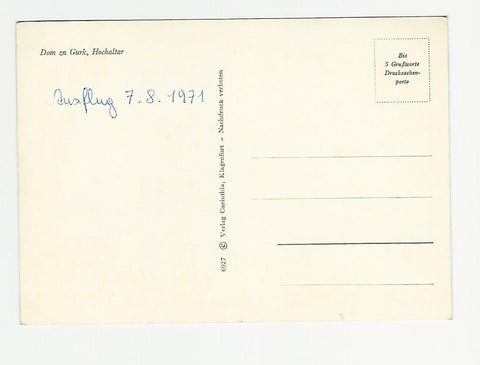 Dom zu Gurk, Hochaltar
Bis
5 Grußworte
Drucksachen-
porto
Ausflug 7.8.1971
6927 © Verlag Carinthia, Klagenfurt – Nachdruck verboten